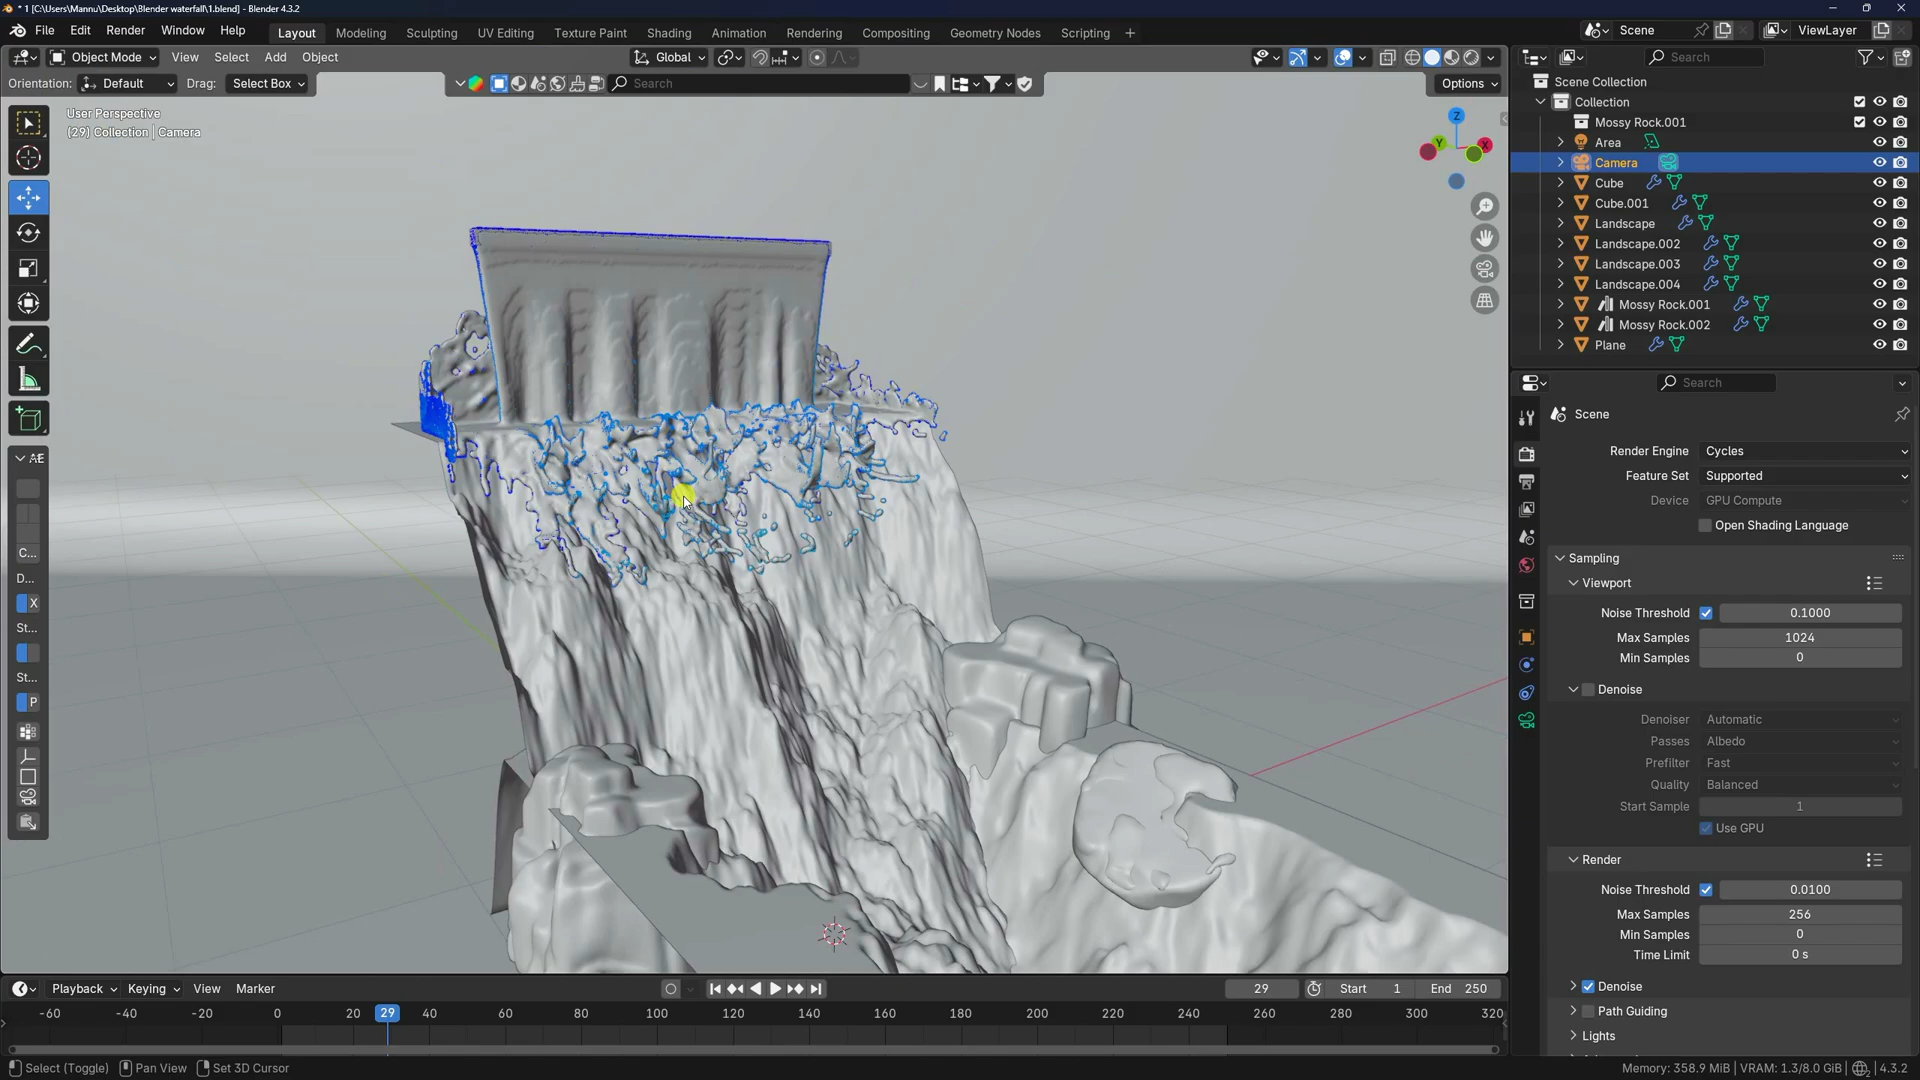 * 1 [C:\Users\Mannu\Desktop\Blender waterfall\1.blend] - Blender 4.3.2
File Edit Render Window Help Layout Modeling Sculpting UV Editing Texture Paint Shading Animation Rendering Compositing Geometry Nodes Scripting + Scene ViewLayer
Object Mode View Select Add Object Global Search
Orientation: Default Drag: Select Box Search Options
User Perspective
(29) Collection | Camera
Z
Y
X
Scene Collection
Collection
Mossy Rock.001
Area
Camera
Cube
Cube.001
Landscape
Landscape.002
Landscape.003
Landscape.004
Mossy Rock.001
Mossy Rock.002
Plane
Search
Scene
Render Engine Cycles
Feature Set Supported
Device GPU Compute
Open Shading Language
Sampling
Viewport
Noise Threshold 0.1000
Max Samples 1024
Min Samples 0
Denoise
Denoiser Automatic
Passes Albedo
Prefilter Fast
Quality Balanced
Start Sample 1
Use GPU
Render
Noise Threshold 0.0100
Max Samples 256
Min Samples 0
Time Limit 0 s
Denoise
Path Guiding
Lights
AE
C...
D...
X
St...
St...
P
Playback Keying View Marker 29 Start 1 End 250
-60 -40 -20 0 20 29 40 60 80 100 120 140 160 180 200 220 240 260 280 300 320
Select (Toggle) Pan View Set 3D Cursor Memory: 358.9 MiB | VRAM: 1.3/8.0 GiB | 4.3.2